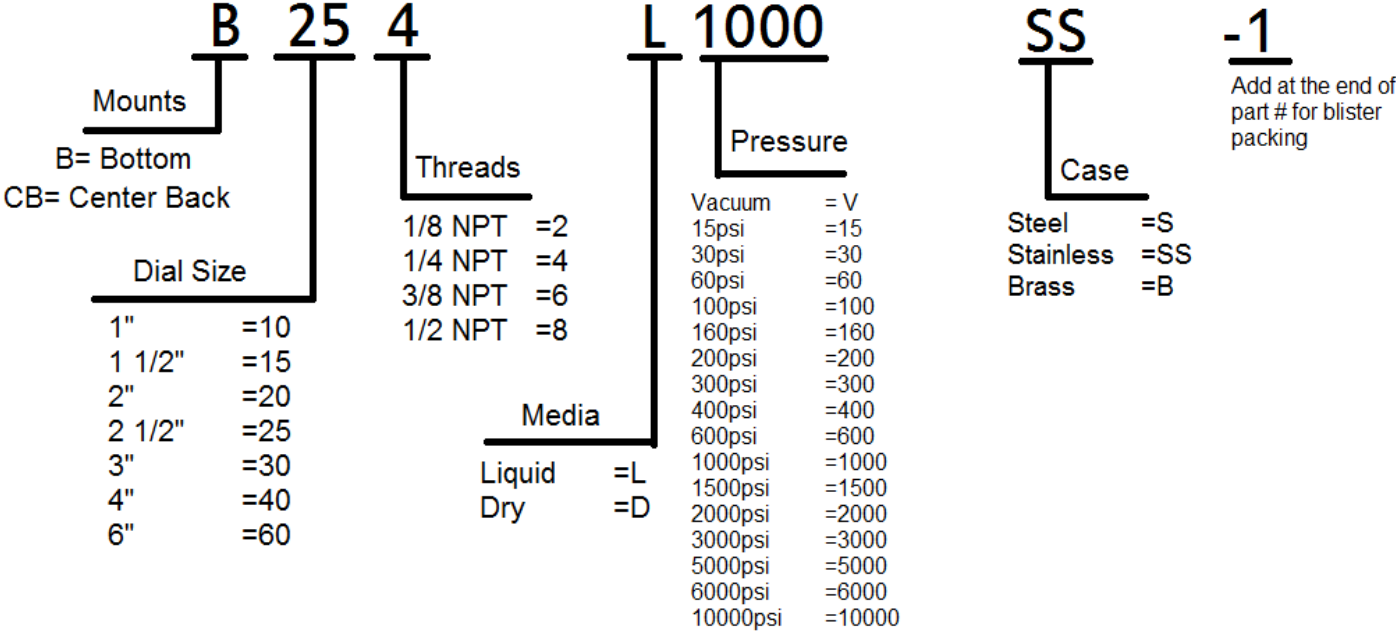 B 25 4 L 1000 SS -1
Mounts
B= Bottom
CB= Center Back
Dial Size
1" =10
1 1/2" =15
2" =20
2 1/2" =25
3" =30
4" =40
6" =60
Threads
1/8 NPT =2
1/4 NPT =4
3/8 NPT =6
1/2 NPT =8
Media
Liquid =L
Dry =D
Pressure
Vacuum = V
15psi =15
30psi =30
60psi =60
100psi =100
160psi =160
200psi =200
300psi =300
400psi =400
600psi =600
1000psi =1000
1500psi =1500
2000psi =2000
3000psi =3000
5000psi =5000
6000psi =6000
10000psi =10000
Case
Steel =S
Stainless =SS
Brass =B
Add at the end of
part # for blister
packing